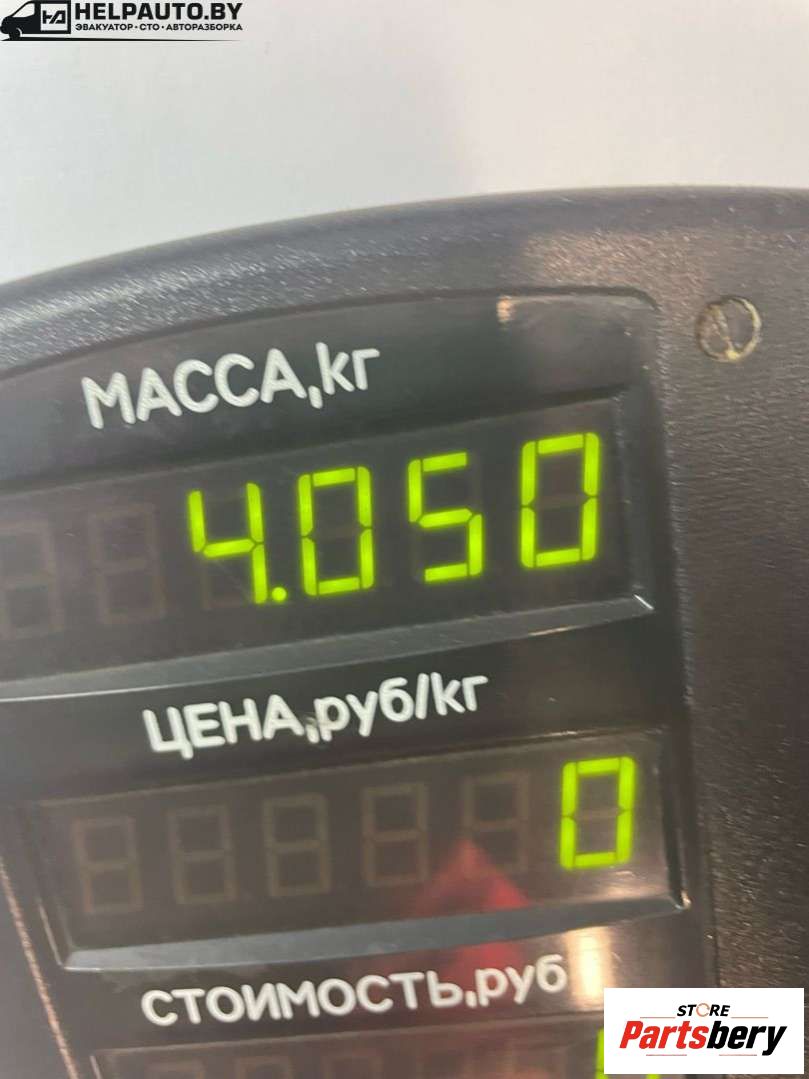 HELPAUTO.BY
ЭВАКУАТОР•СТО•АВТОРАЗБОРКА
МАССА,кг
4.050
ЦЕНА,руб/кг
0
СТОИМОСТЬ,руб
STORE
Partsbery